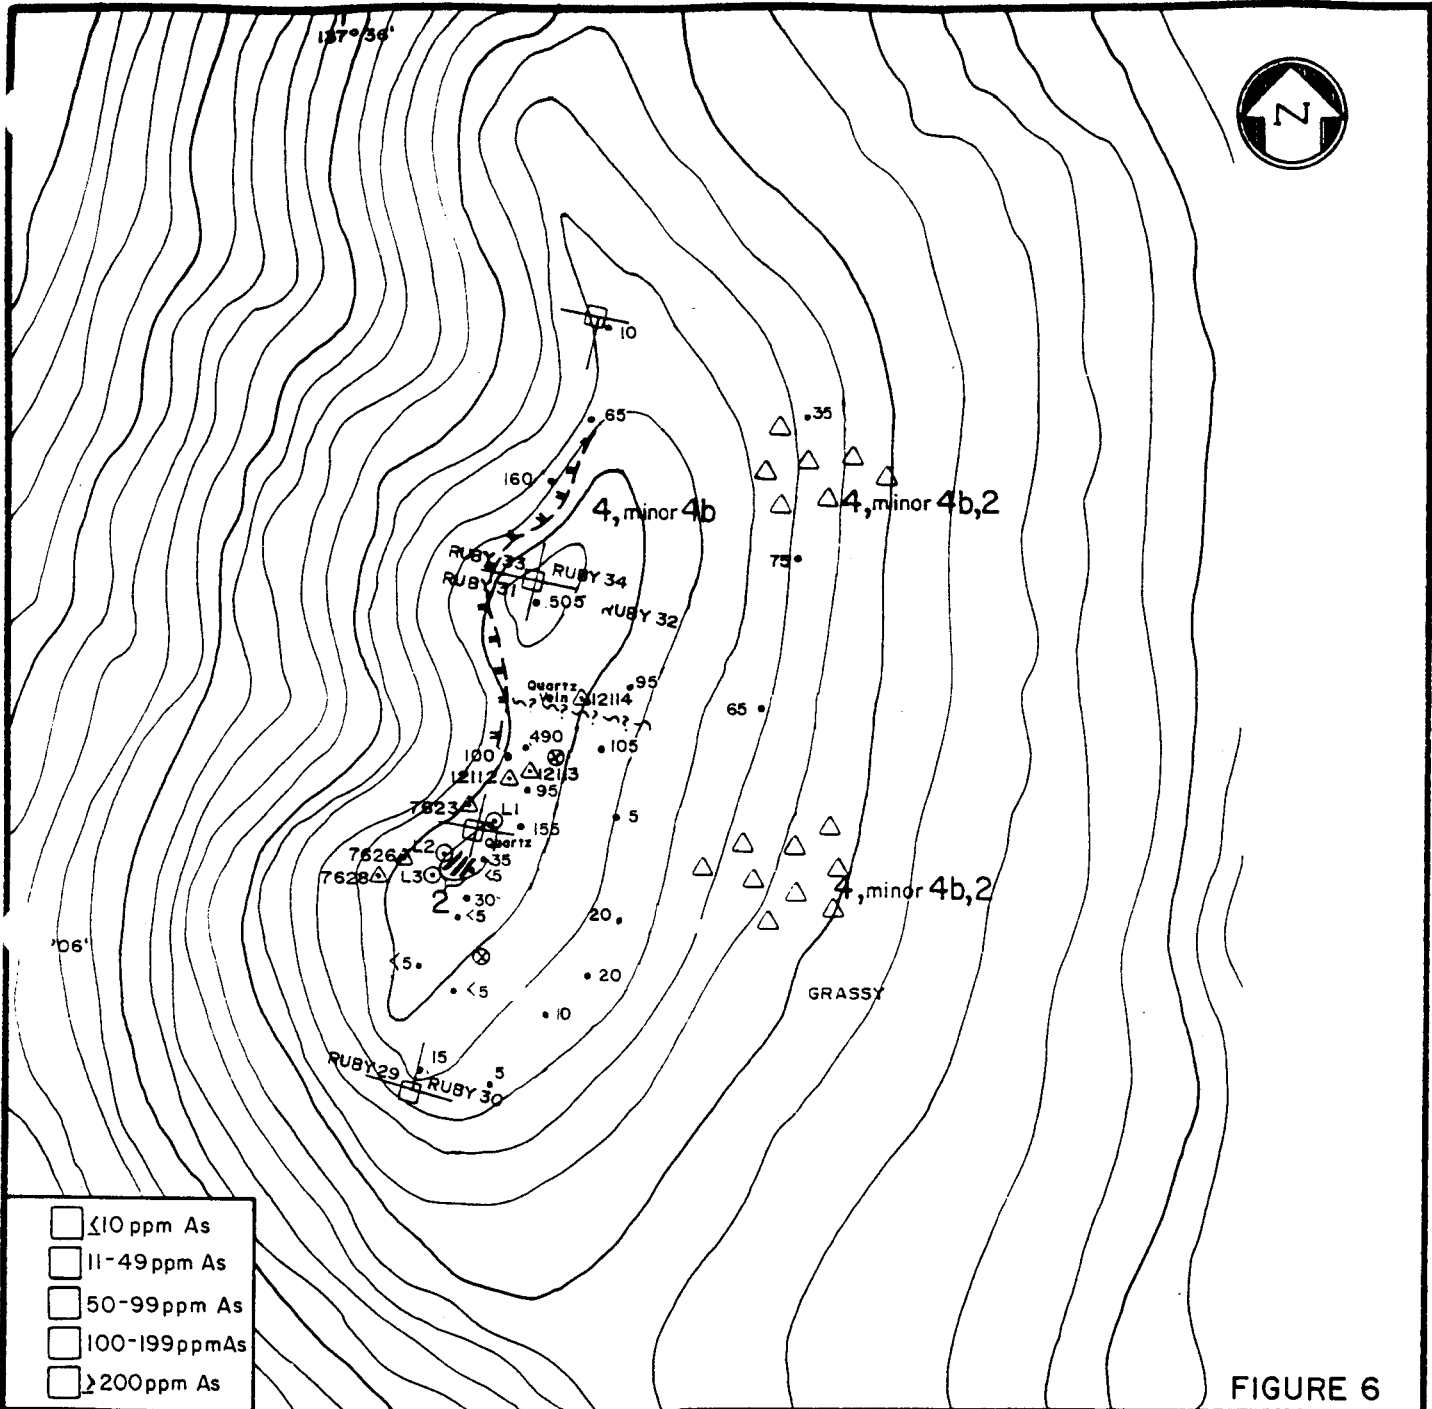 137°36'
N
10
65
35
160
4, minor 4b
4, minor 4b,2
75
RUBY 33
RUBY 34
RUBY 31
505
RUBY 32
95
Quartz
Vein
12114
~?~?~?~?~
65
490
105
100
12112
12113
95
7623
L1
5
155
L2
Quartz
7626
35
7628
L3
<5
4, minor 4b,2
2
30
<5
20
'06'
<5
20
<5
GRASSY
10
15
RUBY 29
5
RUBY 30
≤10 ppm As
11-49 ppm As
50-99 ppm As
100-199 ppm As
≥200 ppm As
FIGURE 6